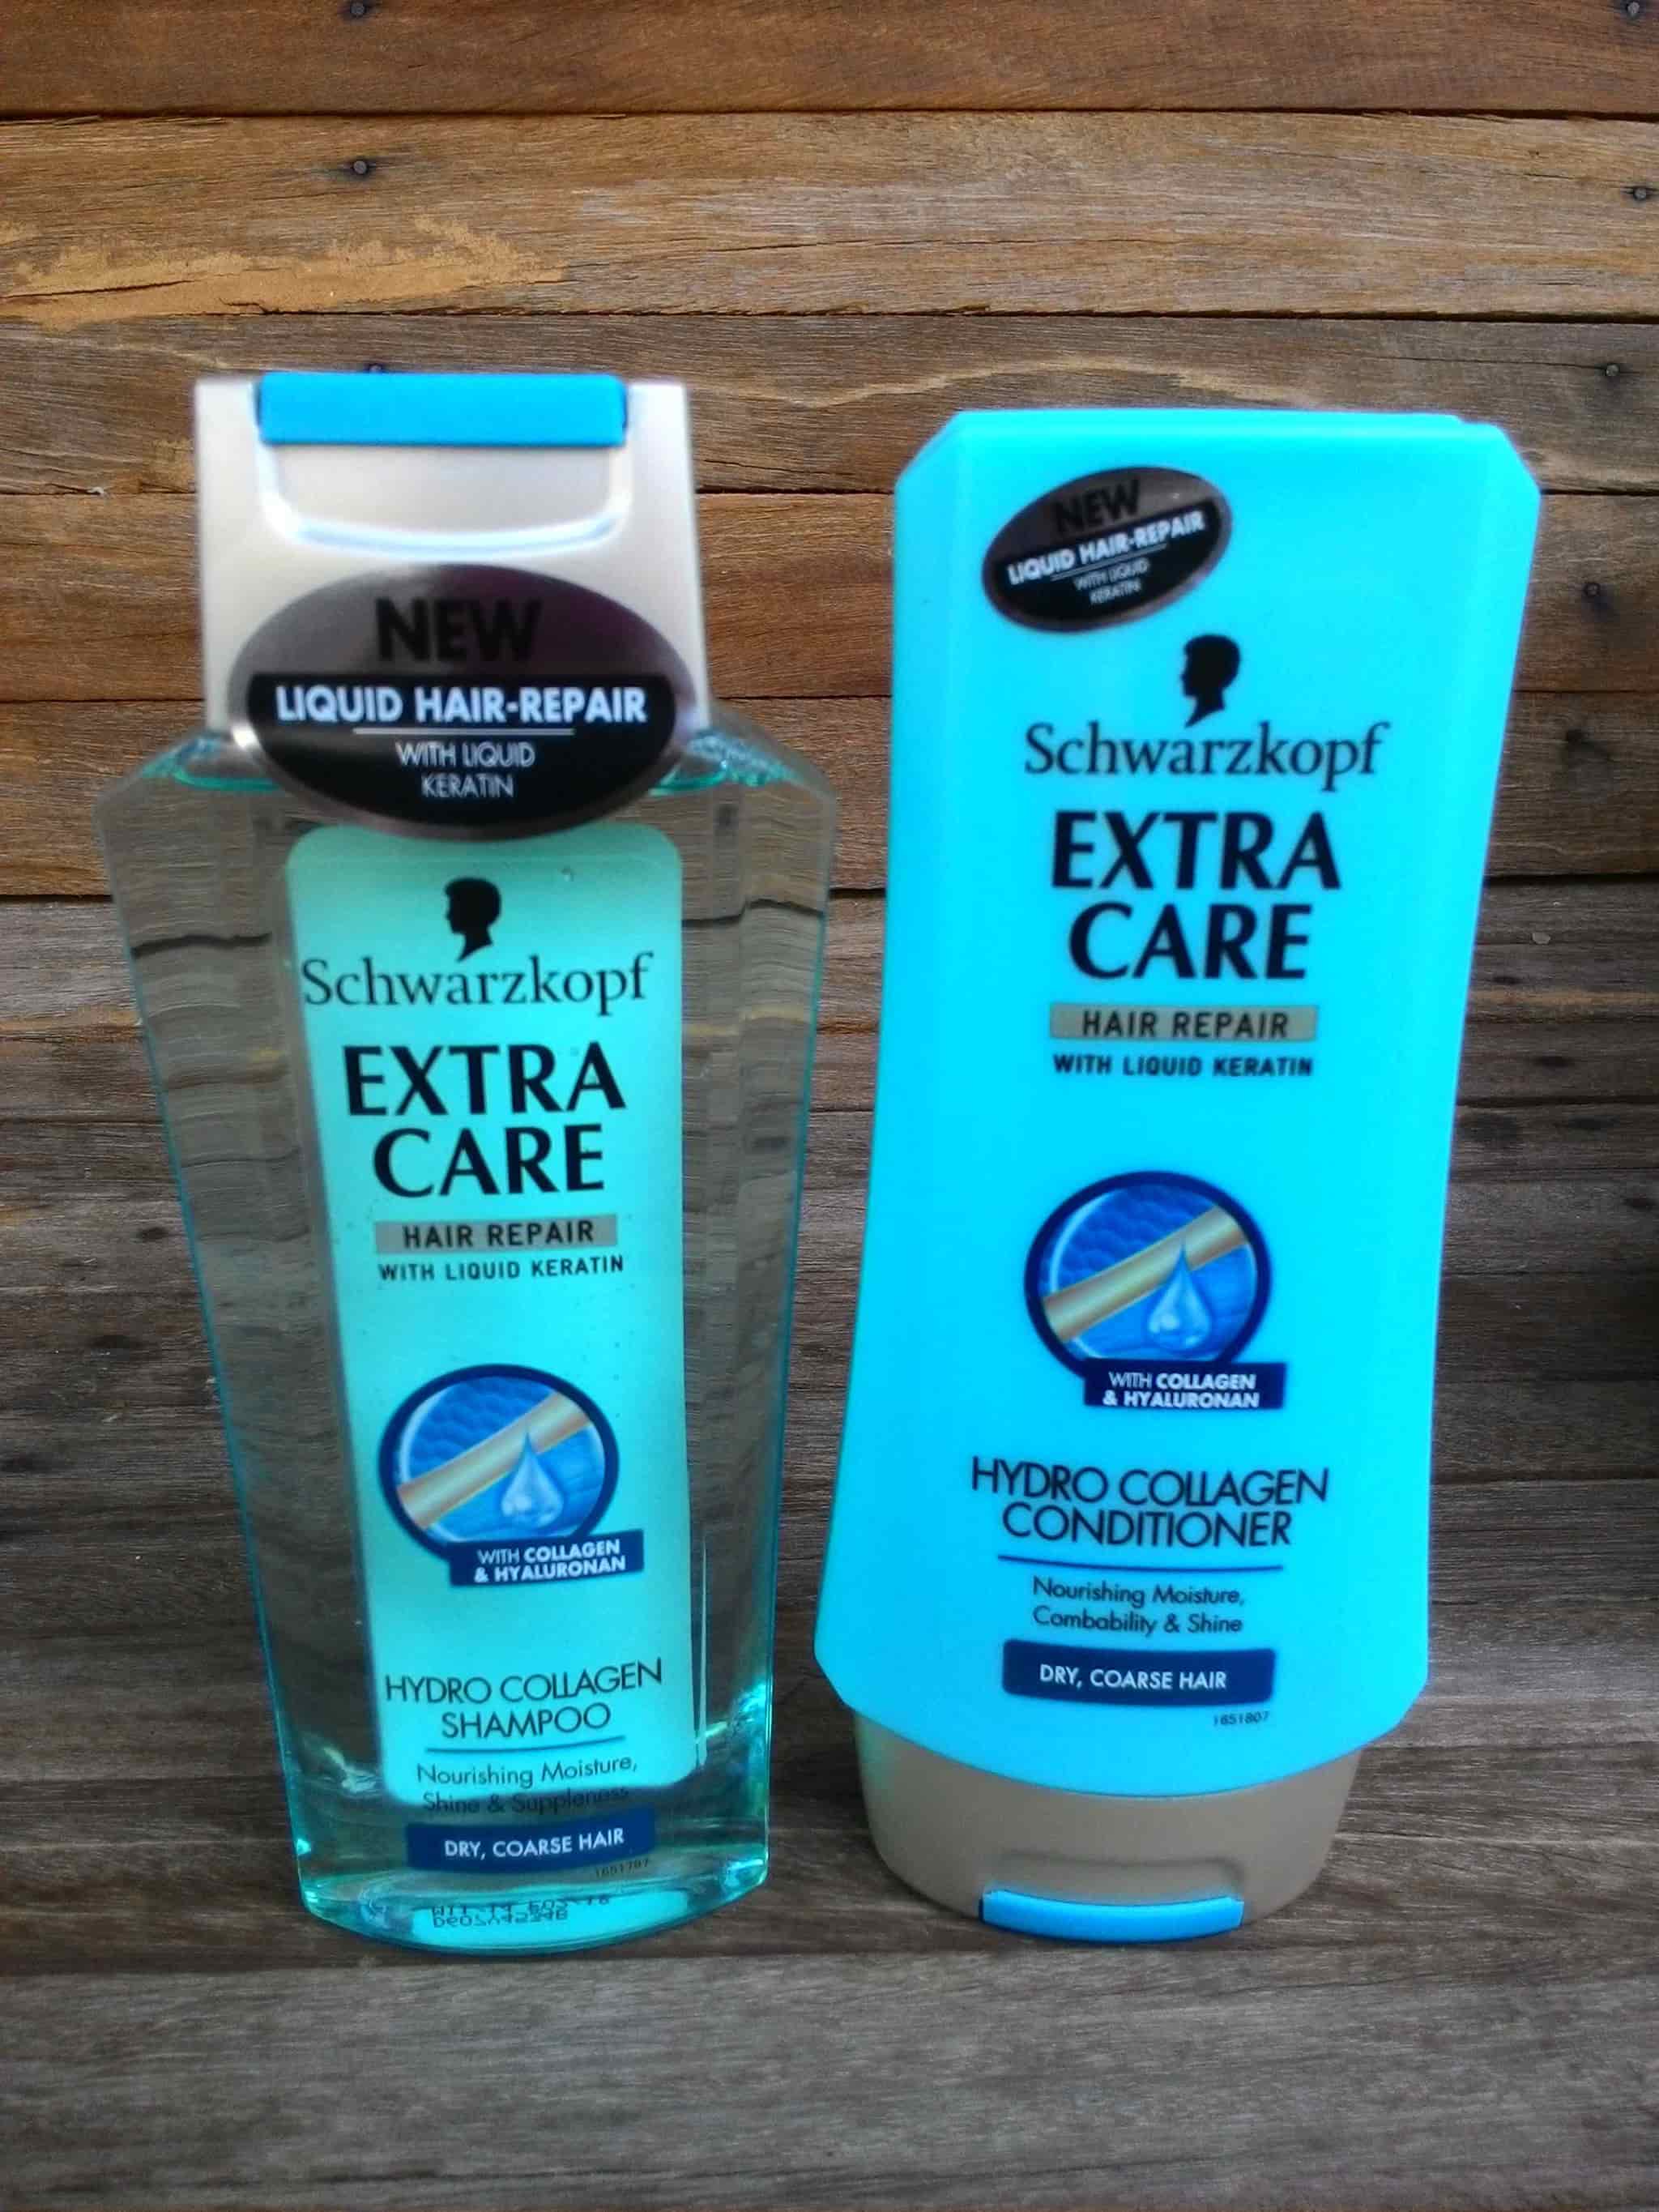 NEW
LIQUID HAIR-REPAIR
WITH LIQUID
KERATIN
Schwarzkopf
EXTRA
CARE
HAIR REPAIR
WITH LIQUID KERATIN
WITH COLLAGEN
& HYALURONAN
HYDRO COLLAGEN
SHAMPOO
Nourishing Moisture,
Shine & Suppleness
DRY, COARSE HAIR
NEW
LIQUID HAIR-REPAIR
WITH LIQUID
KERATIN
Schwarzkopf
EXTRA
CARE
HAIR REPAIR
WITH LIQUID KERATIN
WITH COLLAGEN
& HYALURONAN
HYDRO COLLAGEN
CONDITIONER
Nourishing Moisture,
Combability & Shine
DRY, COARSE HAIR
1651807